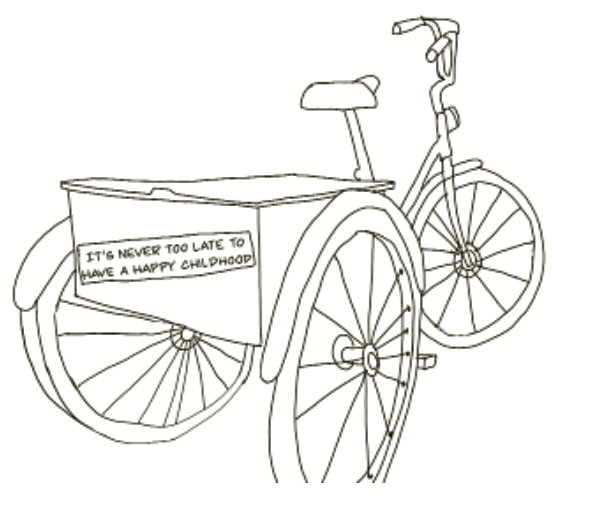 IT'S NEVER TOO LATE TO
HAVE A HAPPY CHILDHOOD